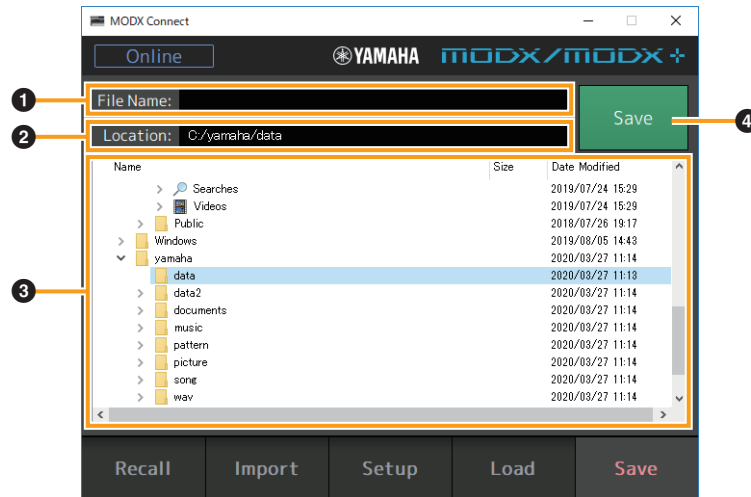 MODX Connect
Online YAMAHA MODX/MODX+
1 File Name: Save 4
2 Location: C:/yamaha/data
Name Size Date Modified
Searches 2019/07/24 15:29
Videos 2019/07/24 15:29
Public 2018/07/26 19:17
Windows 2019/08/05 14:43
yamaha 2020/03/27 11:14
3 data 2020/03/27 11:13
data2 2020/03/27 11:14
documents 2020/03/27 11:14
music 2020/03/27 11:14
pattern 2020/03/27 11:14
picture 2020/03/27 11:14
song 2020/03/27 11:14
wav 2020/03/27 11:14
Recall Import Setup Load Save